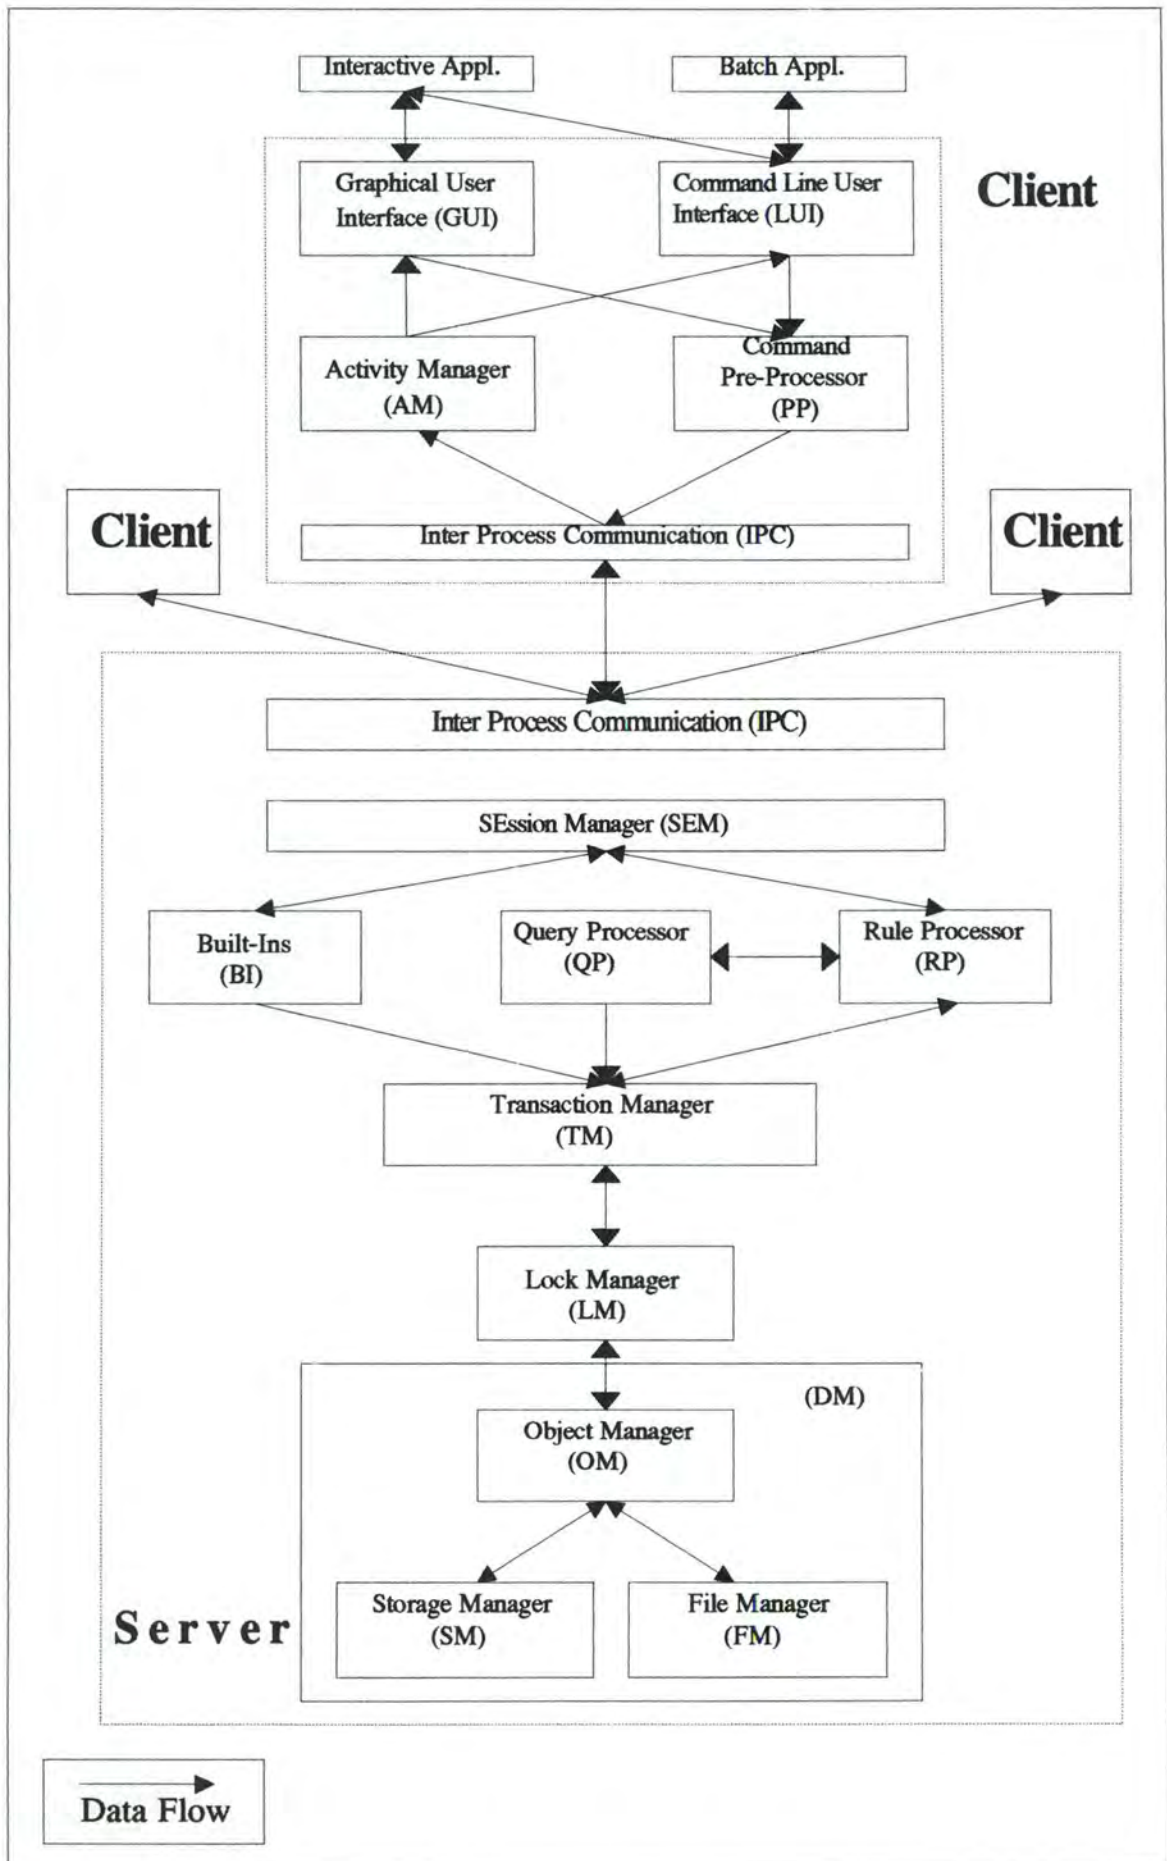 Interactive Appl.
Batch Appl.
Graphical User
Interface (GUI)
Command Line User
Interface (LUI)
Client
Activity Manager
(AM)
Command
Pre-Processor
(PP)
Client
Client
Inter Process Communication (IPC)
Inter Process Communication (IPC)
SEssion Manager (SEM)
Built-Ins
(BI)
Query Processor
(QP)
Rule Processor
(RP)
Transaction Manager
(TM)
Lock Manager
(LM)
(DM)
Object Manager
(OM)
Storage Manager
(SM)
File Manager
(FM)
Server
Data Flow